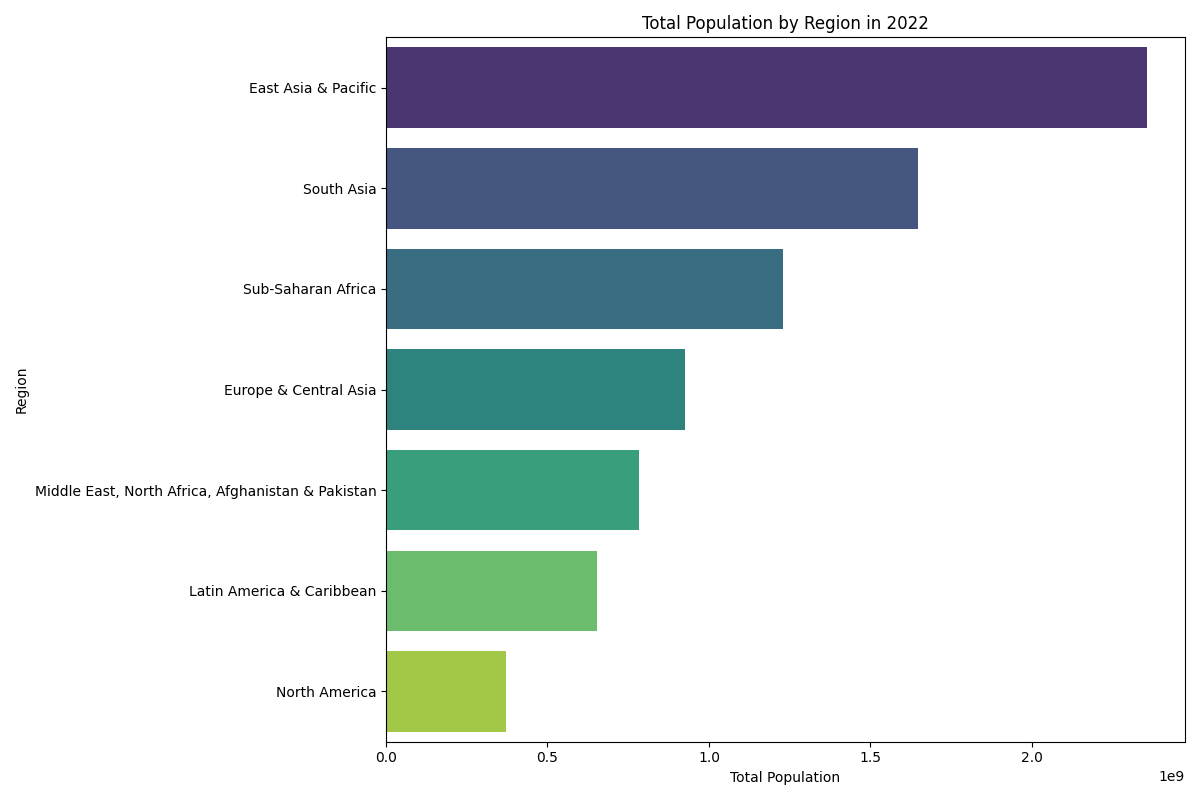 Total Population by Region in 2022
East Asia & Pacific
South Asia
Sub-Saharan Africa
Europe & Central Asia
Middle East, North Africa, Afghanistan & Pakistan
Latin America & Caribbean
North America
Region
0.0 0.5 1.0 1.5 2.0
1e9
Total Population